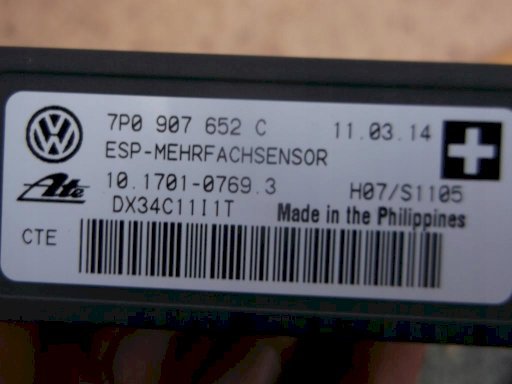 7P0 907 652 C 11.03.14
ESP-MEHRFACHSENSOR
Ate 10.1701-0769.3 H07/S1105
DX34C11I1T Made in the Philippines
CTE